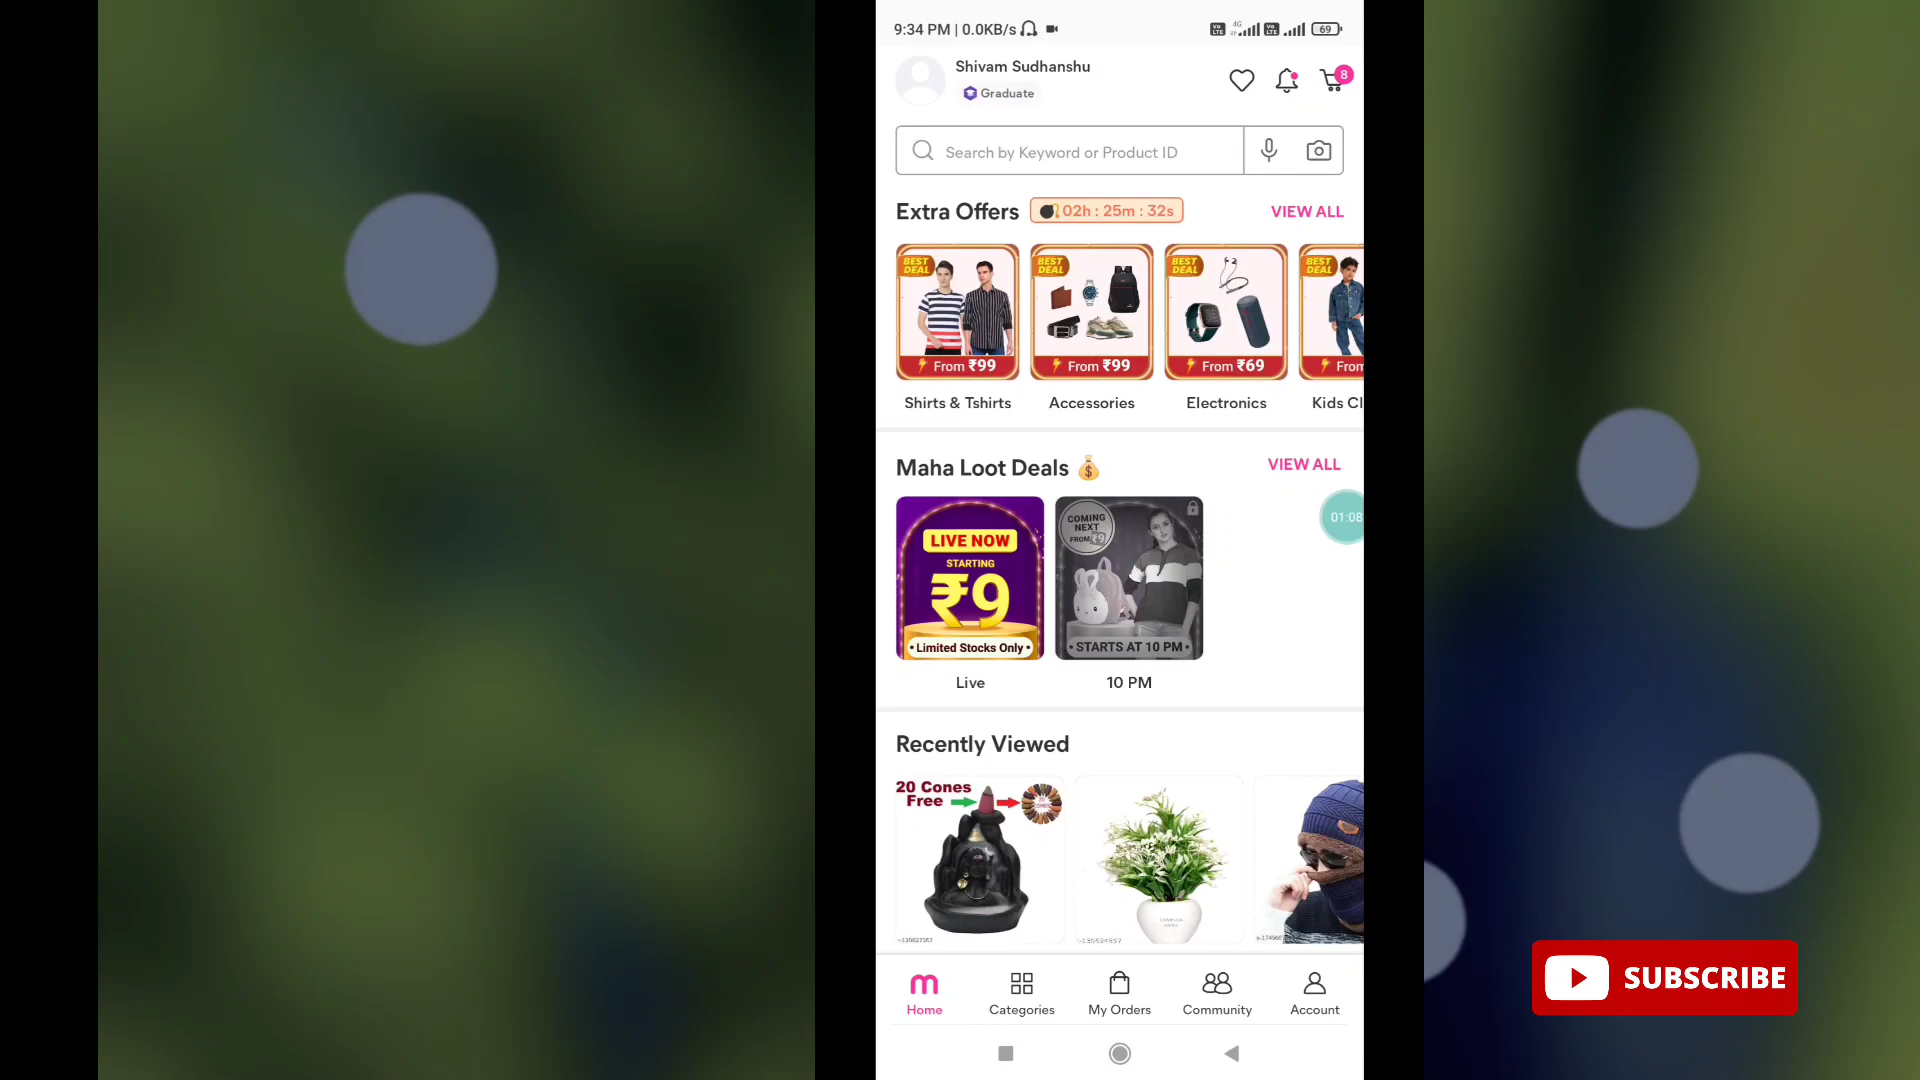 9:34 PM | 0.0KB/s
4G
69
Shivam Sudhanshu
Graduate
8
Search by Keyword or Product ID
Extra Offers
02h : 25m : 32s
VIEW ALL
BEST DEAL
BEST DEAL
BEST DEAL
BEST DEAL
From ₹99
From ₹99
From ₹69
From
Shirts & Tshirts
Accessories
Electronics
Kids Cl
Maha Loot Deals
VIEW ALL
LIVE NOW
STARTING
₹9
• Limited Stocks Only •
COMING NEXT
FROM ₹9
• STARTS AT 10 PM •
01:08
Live
10 PM
Recently Viewed
20 Cones
Free
Home
Categories
My Orders
Community
Account
SUBSCRIBE